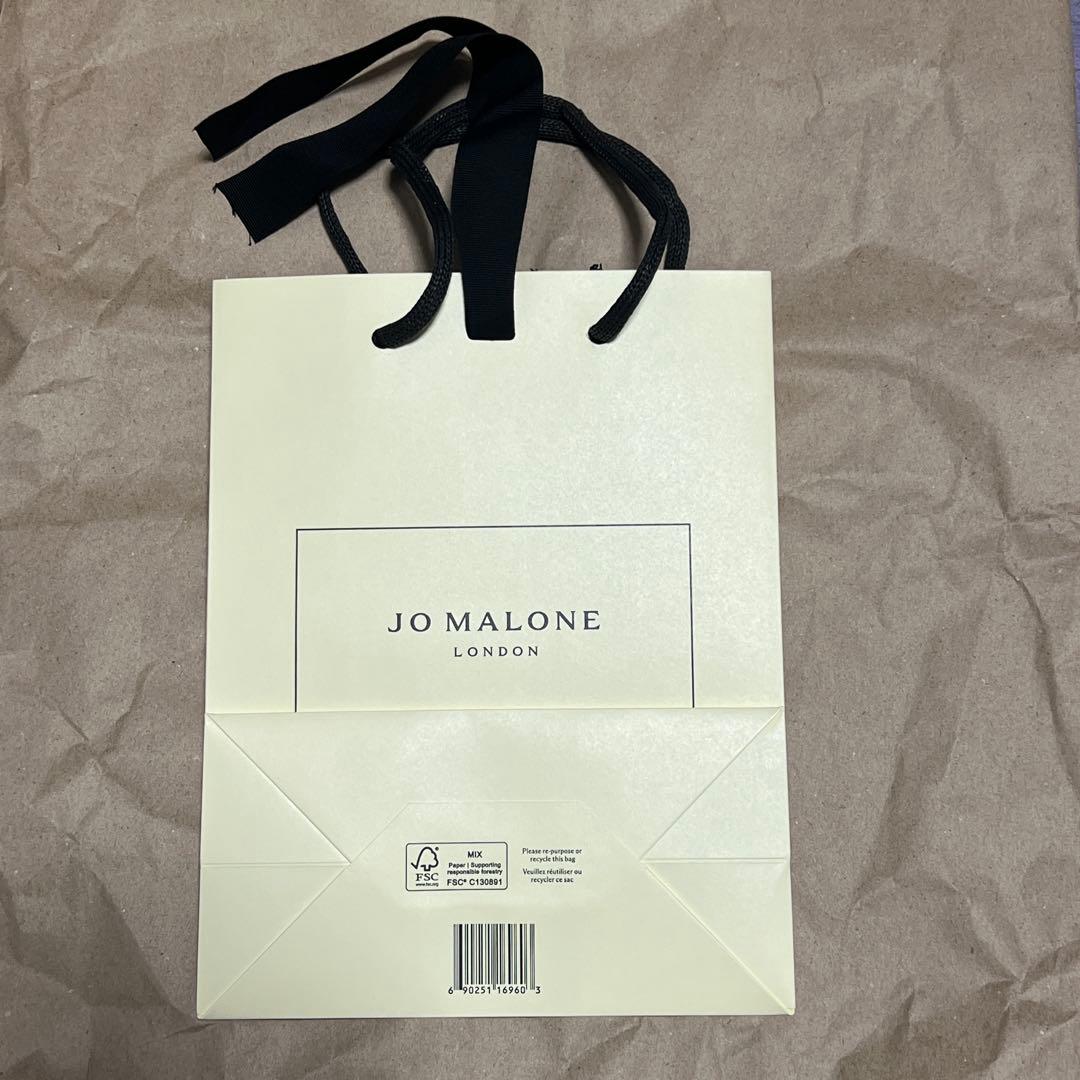 JO MALONE
LONDON
FSC
www.fsc.org
MIX
Paper | Supporting
responsible forestry
FSC® C130891
Please re-purpose or
recycle this bag
Veuillez réutiliser ou
recycler ce sac
6 90251 16960 3